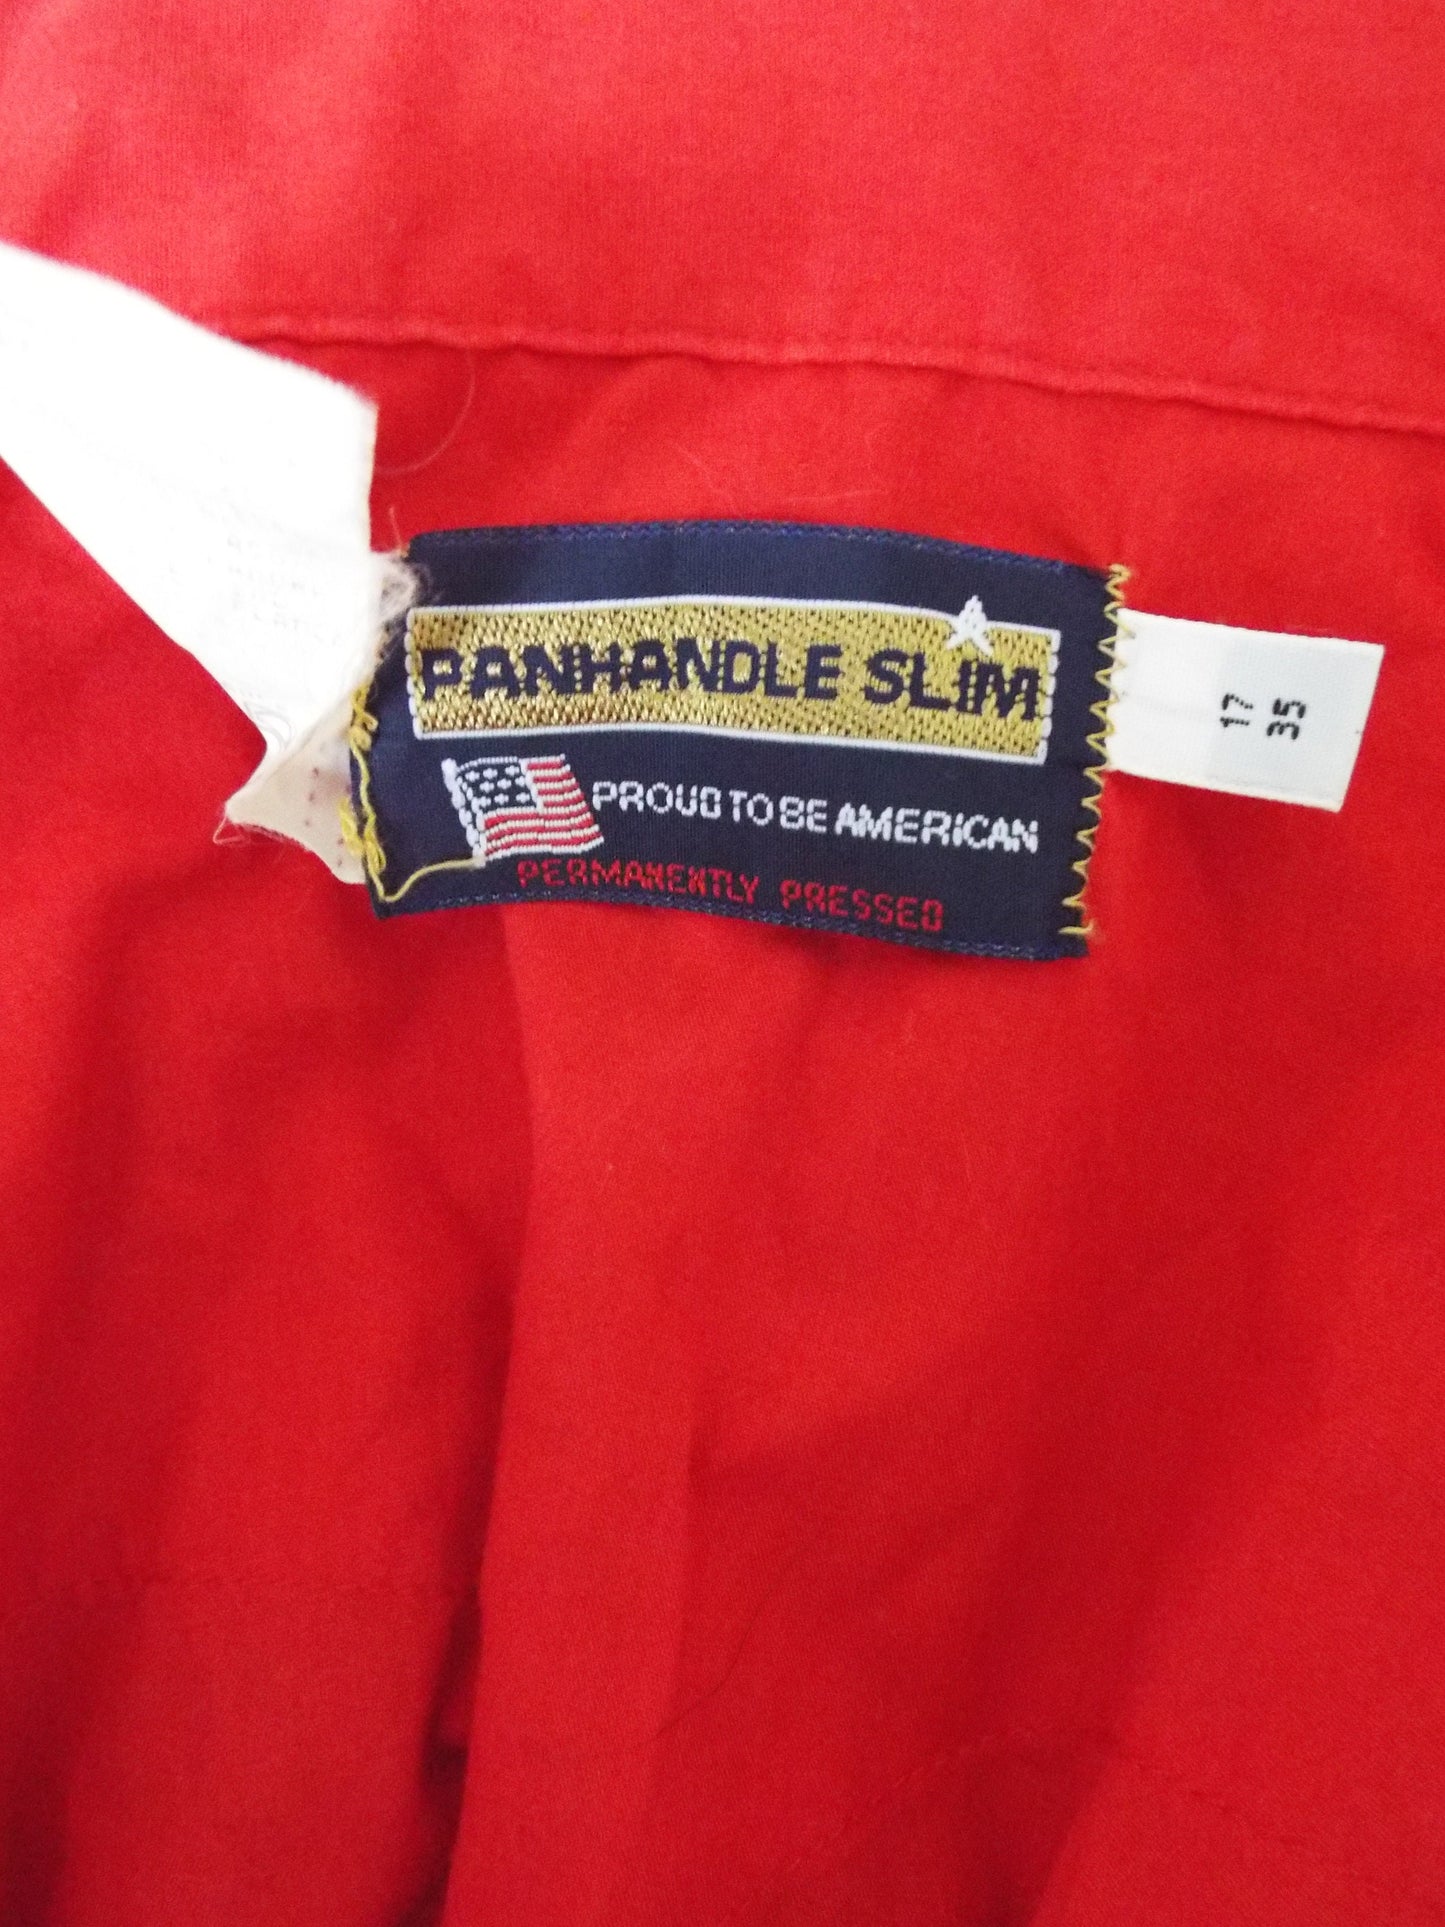 PANHANDLE SLIM
PROUD TO BE AMERICAN
PERMANENTLY PRESSED
17
35